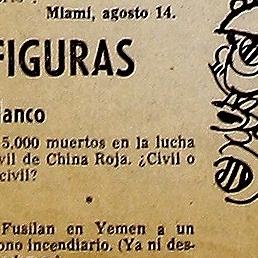 Miami, agosto 14.
FIGURAS
lanco
5,000 muertos en la lucha
vil de China Roja. ¿Civil o
civil?
*
Fusilan en Yemen a un
ono incendiario. (Ya ni des-